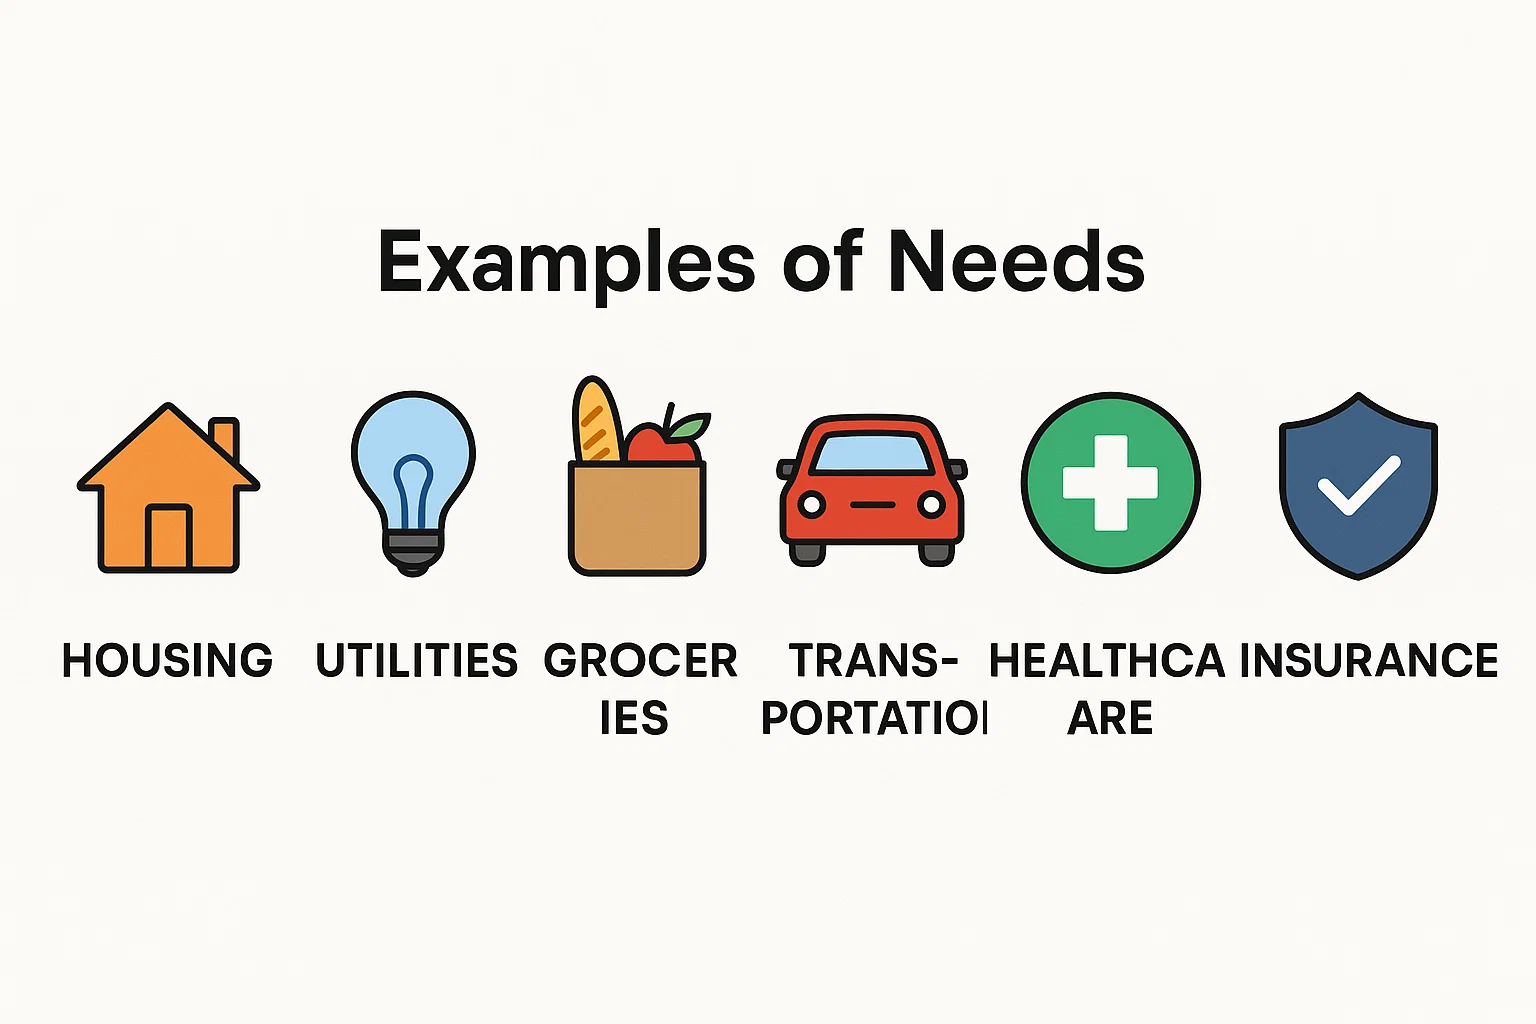 Examples of Needs
HOUSING
UTILITIES
GROCER
IES
TRANS-
PORTATIO
HEALTHCA
ARE
INSURANCE